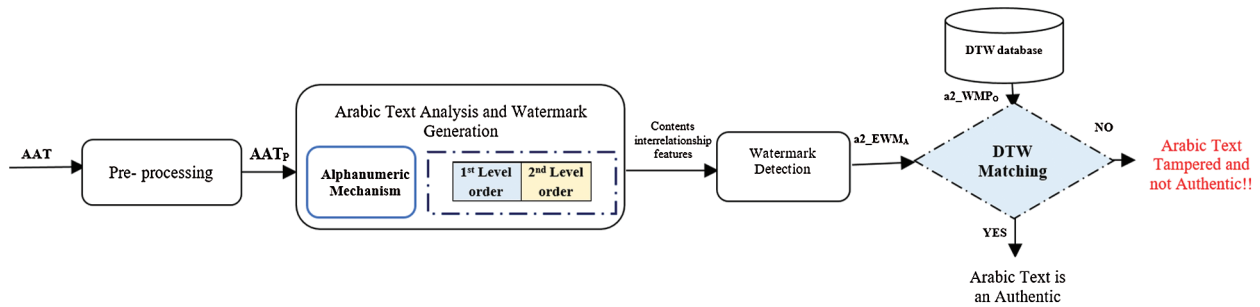 AAT
Pre- processing
AATP
Arabic Text Analysis and Watermark
Generation
Alphanumeric
Mechanism
1st Level
order
2nd Level
order
Contents
interrelationship
features
Watermark
Detection
a2_EWMA
DTW database
a2_WMPO
DTW
Matching
NO
Arabic Text
Tampered and
not Authentic!!
YES
Arabic Text is
an Authentic